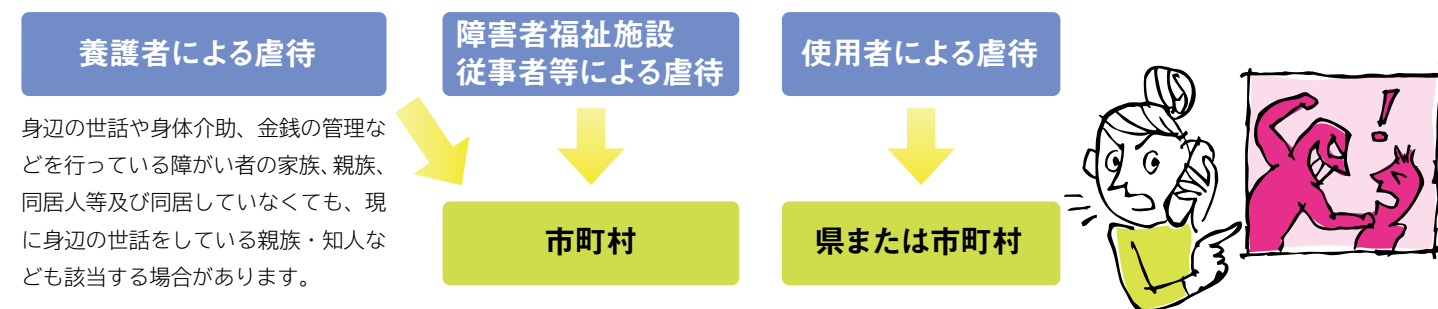 養護者による虐待
身辺の世話や身体介助、金銭の管理な
どを行っている障がい者の家族、親族、
同居人等及び同居していなくても、現
に身辺の世話をしている親族・知人な
ども該当する場合があります。
障害者福祉施設
従事者等による虐待
市町村
使用者による虐待
県または市町村
!